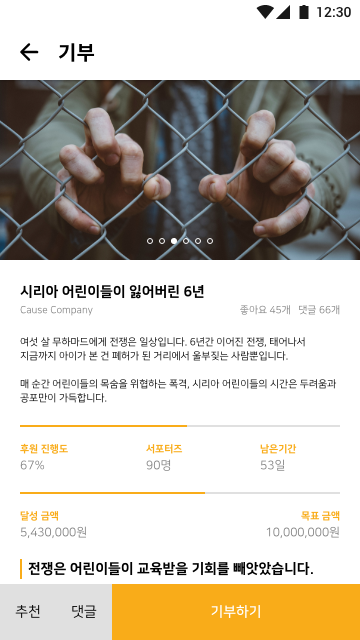 12:30
기부
시리아 어린이들이 잃어버린 6년
Cause Company 좋아요 45개 댓글 66개
여섯 살 무하마드에게 전쟁은 일상입니다. 6년간 이어진 전쟁, 태어나서
지금까지 아이가 본 건 폐허가 된 거리에서 울부짖는 사람뿐입니다.
매 순간 어린이들의 목숨을 위협하는 폭격, 시리아 어린이들의 시간은 두려움과
공포만이 가득합니다.
후원 진행도 서포터즈 남은기간
67% 90명 53일
달성 금액 목표 금액
5,430,000원 10,000,000원
전쟁은 어린이들이 교육받을 기회를 빼앗았습니다.
추천 댓글 기부하기